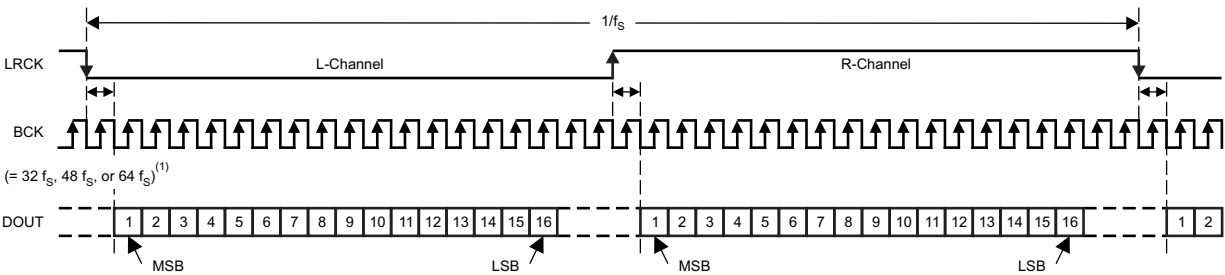 1/fS
LRCK
L-Channel
R-Channel
BCK
(= 32 fS, 48 fS, or 64 fS)(1)
DOUT
1 2 3 4 5 6 7 8 9 10 11 12 13 14 15 16
1 2 3 4 5 6 7 8 9 10 11 12 13 14 15 16
1 2
MSB
LSB
MSB
LSB